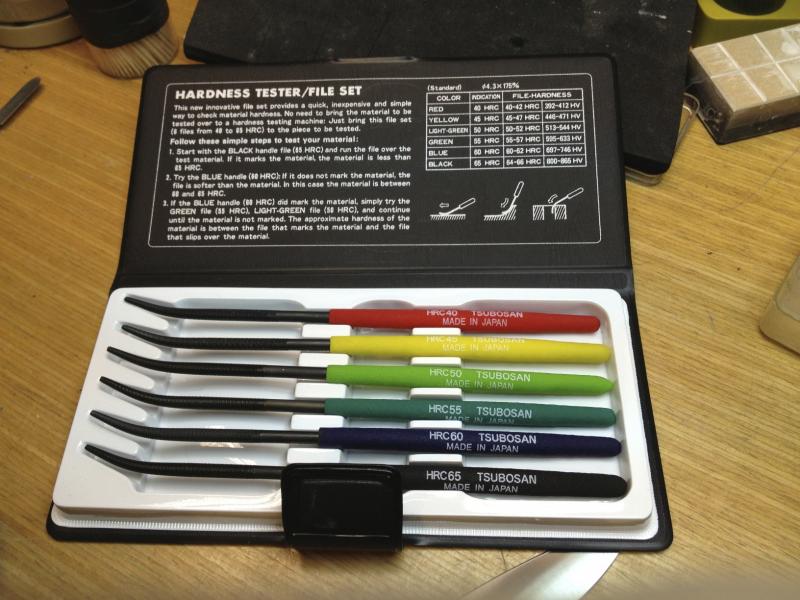 HARDNESS TESTER/FILE SET
This new innovative file set provides a quick, inexpensive and simple
way to check material hardness. No need to bring the material to be
tested over to a hardness testing machine: Just bring this file set
(6 files from 40 to 65 HRC) to the piece to be tested.
Follow these simple steps to test your material:
1. Start with the BLACK handle file (65 HRC) and run the file over the
test material. If it marks the material, the material is less than
65 HRC.
2. Try the BLUE handle (60 HRC): If it does not mark the material, the
file is softer than the material. In this case the material is between
60 and 65 HRC.
3. If the BLUE handle (60 HRC) did mark the material, simply try the
GREEN file (55 HRC), LIGHT-GREEN file (50 HRC), and continue
until the material is not marked. The approximate hardness of the
material is between the file that marks the material and the file
that slips over the material.
(Standard) ø4.3×175%
COLOR INDICATION FILE-HARDNESS
RED 40 HRC 40-42 HRC 392-412 HV
YELLOW 45 HRC 45-47 HRC 446-471 HV
LIGHT-GREEN 50 HRC 50-52 HRC 513-544 HV
GREEN 55 HRC 55-57 HRC 595-633 HV
BLUE 60 HRC 60-62 HRC 697-746 HV
BLACK 65 HRC 64-66 HRC 800-865 HV
HRC40 TSUBOSAN
MADE IN JAPAN
HRC45 TSUBOSAN
MADE IN JAPAN
HRC50 TSUBOSAN
MADE IN JAPAN
HRC55 TSUBOSAN
MADE IN JAPAN
HRC60 TSUBOSAN
MADE IN JAPAN
HRC65 TSUBOSAN
MADE IN JAPAN